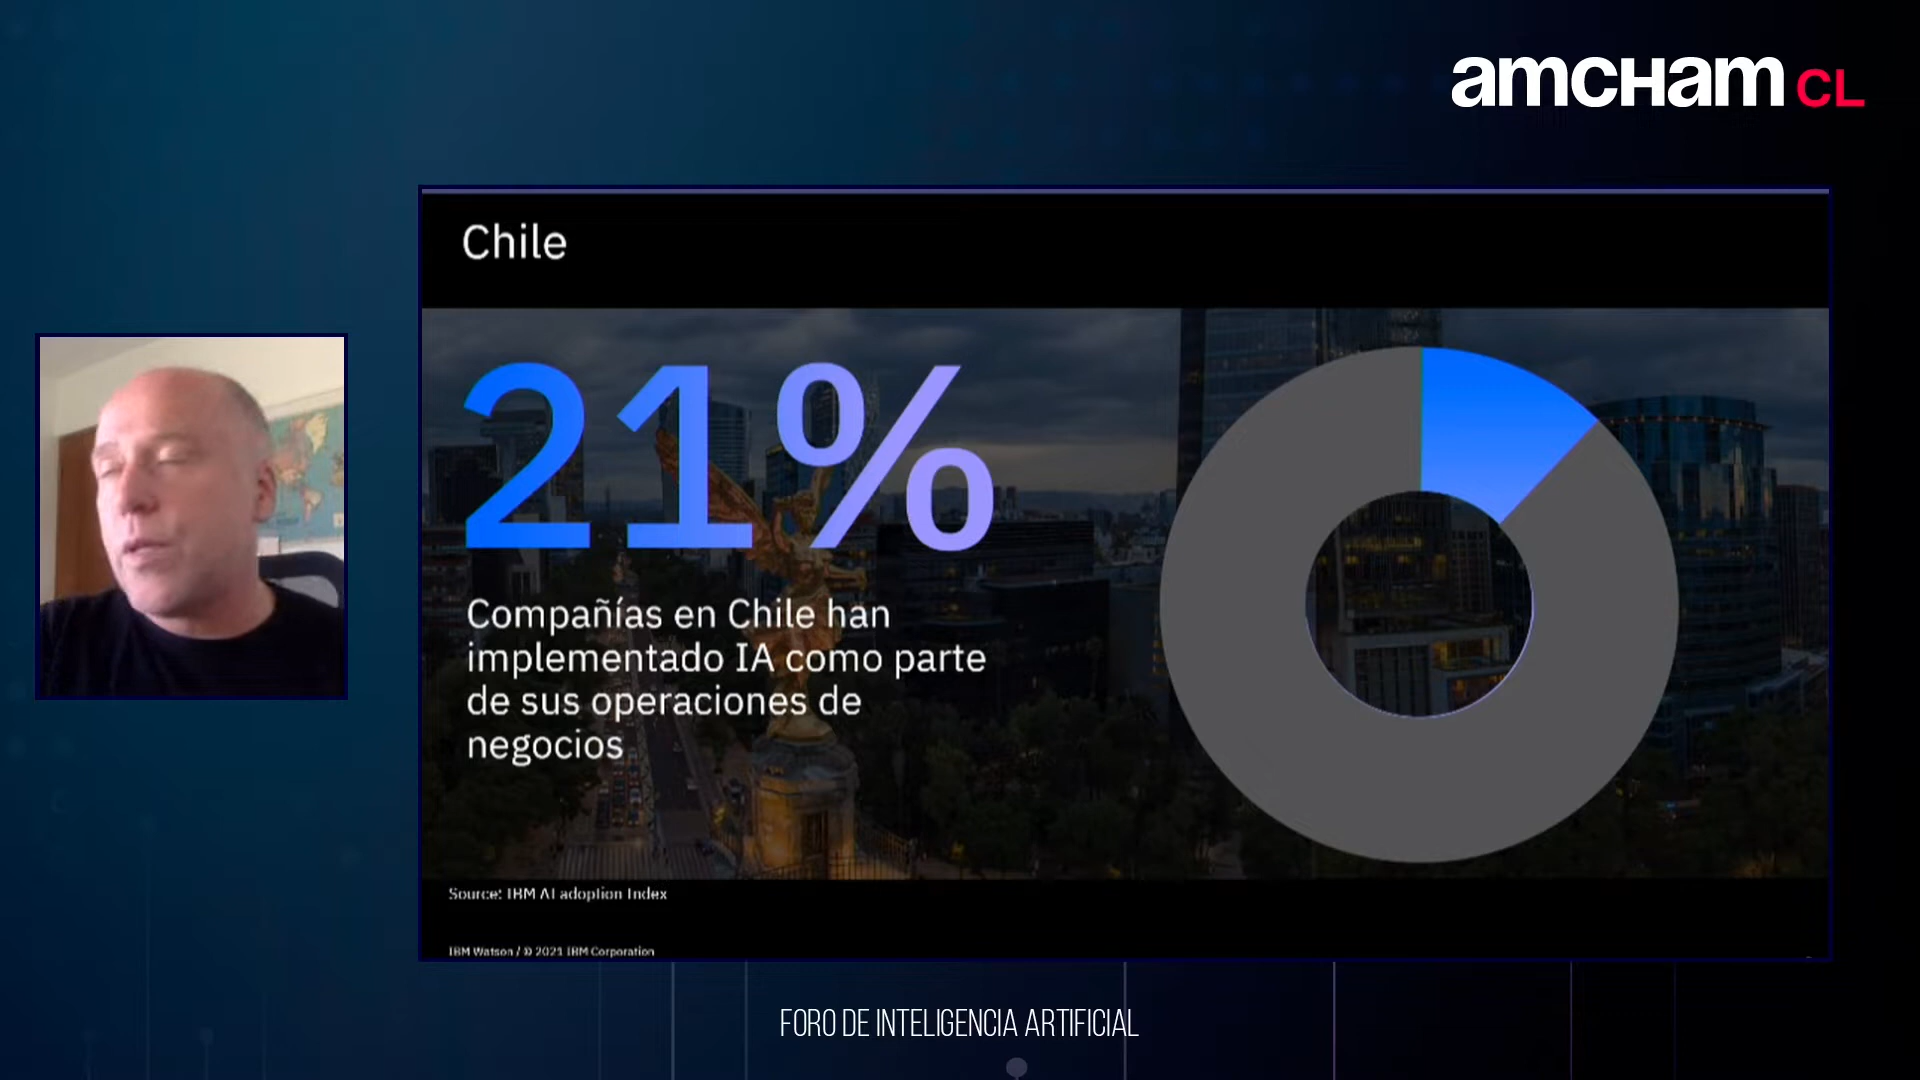 amcham CL
Chile
21%
Compañías en Chile han
implementado IA como parte
de sus operaciones de
negocios
Source: IBM AI adoption Index
IBM Watson / © 2021 IBM Corporation
FORO DE INTELIGENCIA ARTIFICIAL